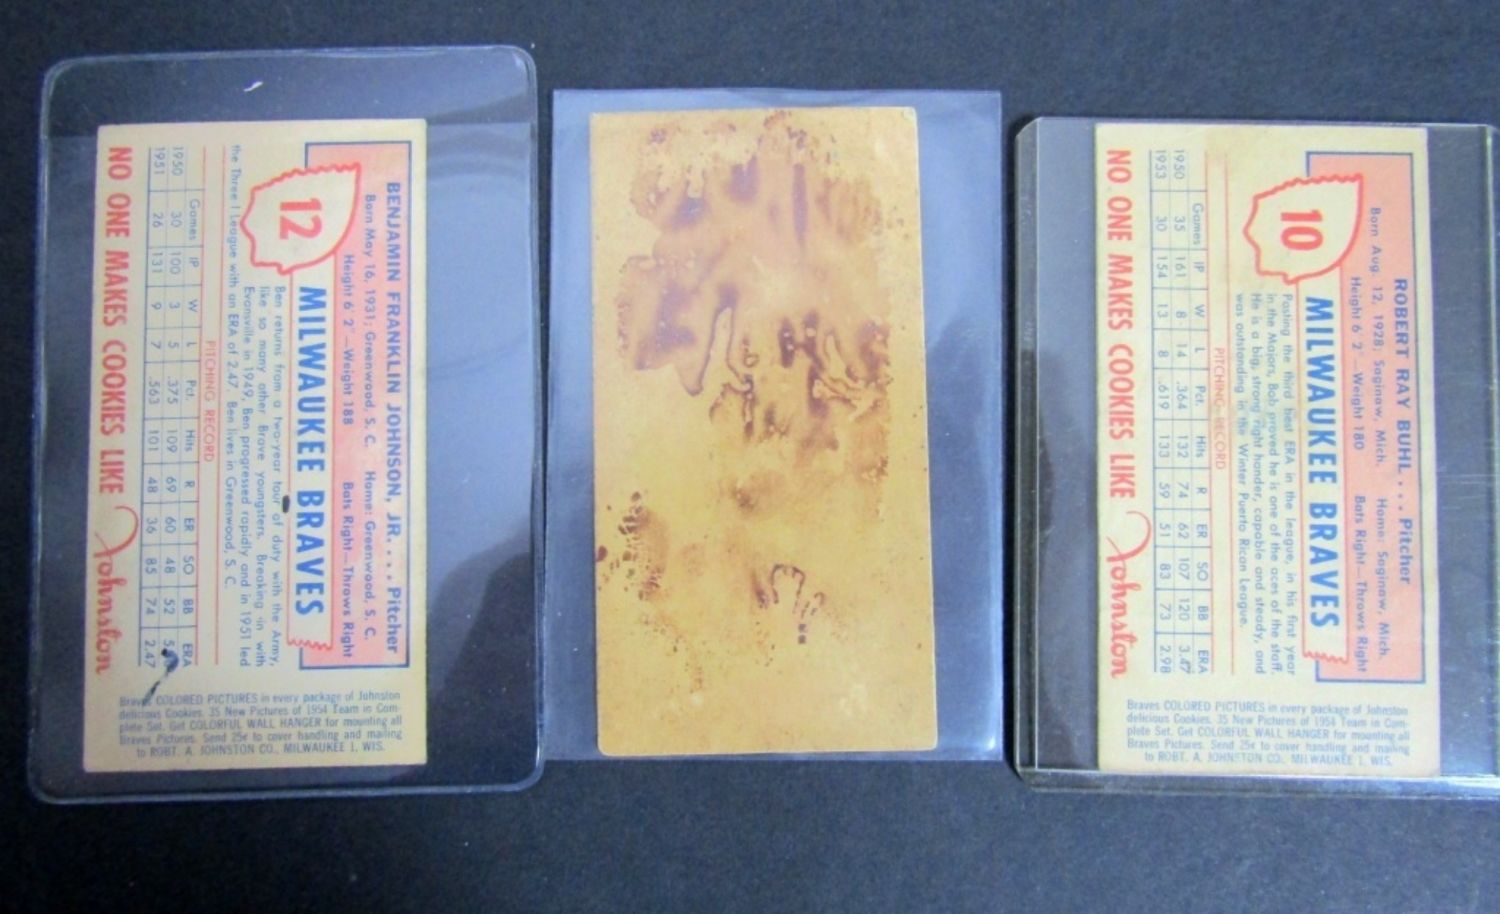 BENJAMIN FRANKLIN JOHNSON, JR. . . . Pitcher
Born May 16, 1931; Greenwood, S. C. Home: Greenwood, S. C.
Height 6' 2"—Weight 188 Bats Right—Throws Right
12
MILWAUKEE BRAVES
Ben returns from a two-year tour of duty with the Army,
like so many other Brave youngsters. Breaking in with
Evansville in 1949, Ben progressed rapidly and in 1951 led
the Three I League with an ERA of 2.47. Ben lives in Greenwood, S. C.
PITCHING RECORD
Games IP W L Pct. Hits R ER SO BB ERA
1950 30 100 3 5 .375 109 69 60 48 52
1951 26 131 9 7 .563 101 48 36 85 74 2.47
NO ONE MAKES COOKIES LIKE Johnston
Braves COLORED PICTURES in every package of Johnston
delicious Cookies. 35 New Pictures of 1954 Team in Com-
plete Set. Get COLORFUL WALL HANGER for mounting all
Braves Pictures. Send 25¢ to cover handling and mailing
to ROBT. A. JOHNSTON CO., MILWAUKEE 1, WIS.
ROBERT RAY BUHL . . . Pitcher
Born Aug. 12, 1928; Saginaw, Mich. Home: Saginaw, Mich.
Height 6' 2"—Weight 180 Bats Right—Throws Right
10
MILWAUKEE BRAVES
Posting the third best ERA in the league, in his first year
in the Majors, Bob proved he is one of the aces of the staff.
He is a big, strong right hander, capable and steady, and
was outstanding in the Winter Puerto Rican League.
PITCHING RECORD
Games IP W L Pct. Hits R ER SO BB ERA
1950 35 161 8 14 .364 132 74 62 107 120 3.47
1953 30 154 13 8 .619 133 59 51 83 73 2.98
NO ONE MAKES COOKIES LIKE Johnston
Braves COLORED PICTURES in every package of Johnston
delicious Cookies. 35 New Pictures of 1954 Team in Com-
plete Set. Get COLORFUL WALL HANGER for mounting all
Braves Pictures. Send 25¢ to cover handling and mailing
to ROBT. A. JOHNSTON CO., MILWAUKEE 1, WIS.